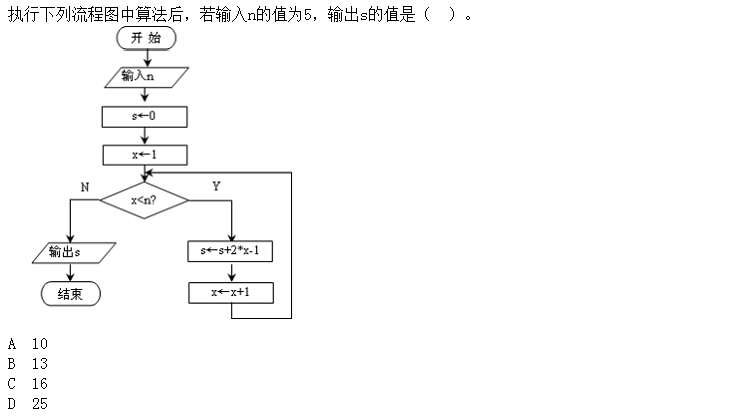 执行下列流程图中算法后，若输入n的值为5，输出s的值是（　）。
开 始
输入n
s←0
x←1
N
Y
x<n?
输出s
s←s+2*x-1
结束
x←x+1
A 10
B 13
C 16
D 25